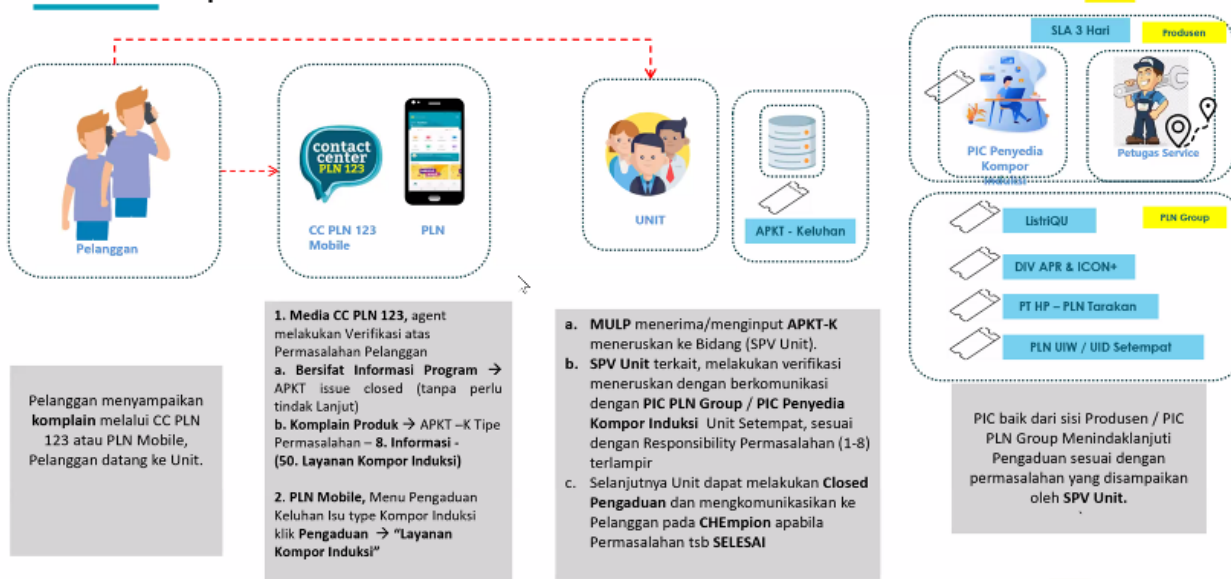 Pelanggan
contact
center
PLN 123
CC PLN 123
Mobile
PLN
UNIT
APKT - Keluhan
SLA 3 Hari
Produsen
PIC Penyedia
Kompor
Induksi
Petugas Service
PLN Group
ListriQU
DIV APR & ICON+
PT HP – PLN Tarakan
PLN UIW / UID Setempat
Pelanggan menyampaikan
komplain melalui CC PLN
123 atau PLN Mobile,
Pelanggan datang ke Unit.
1. Media CC PLN 123, agent
melakukan Verifikasi atas
Permasalahan Pelanggan
a. Bersifat Informasi Program →
APKT issue closed (tanpa perlu
tindak Lanjut)
b. Komplain Produk → APKT –K Tipe
Permasalahan – 8. Informasi -
(50. Layanan Kompor Induksi)
2. PLN Mobile, Menu Pengaduan
Keluhan Isu type Kompor Induksi
klik Pengaduan → “Layanan
Kompor Induksi”
a. MULP menerima/menginput APKT-K
meneruskan ke Bidang (SPV Unit).
b. SPV Unit terkait, melakukan verifikasi
meneruskan dengan berkomunikasi
dengan PIC PLN Group / PIC Penyedia
Kompor Induksi Unit Setempat, sesuai
dengan Responsibility Permasalahan (1-8)
terlampir
c. Selanjutnya Unit dapat melakukan Closed
Pengaduan dan mengkomunikasikan ke
Pelanggan pada CHEmpion apabila
Permasalahan tsb SELESAI
PIC baik dari sisi Produsen / PIC
PLN Group Menindaklanjuti
Pengaduan sesuai dengan
permasalahan yang disampaikan
oleh SPV Unit.